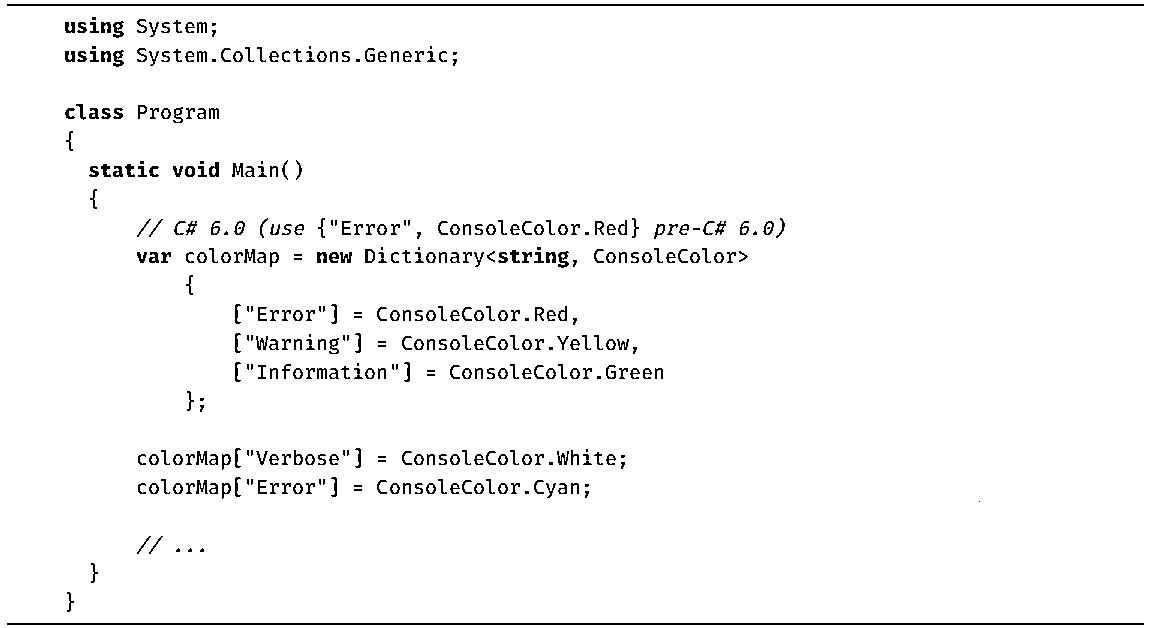 using System;
using System.Collections.Generic;

class Program
{
  static void Main()
  {
      // C# 6.0 (use {"Error", ConsoleColor.Red} pre-C# 6.0)
      var colorMap = new Dictionary<string, ConsoleColor>
          {
              ["Error"] = ConsoleColor.Red,
              ["Warning"] = ConsoleColor.Yellow,
              ["Information"] = ConsoleColor.Green
          };

      colorMap["Verbose"] = ConsoleColor.White;
      colorMap["Error"] = ConsoleColor.Cyan;

      // ...
  }
}